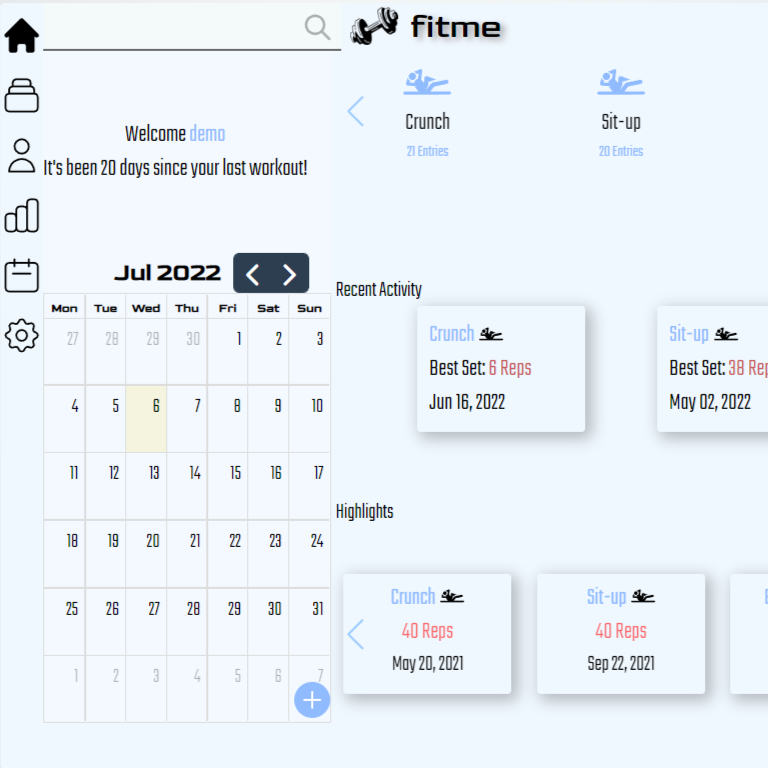 fitme
Welcome demo
It's been 20 days since your last workout!
Jul 2022
Mon Tue Wed Thu Fri Sat Sun
27 28 29 30 1 2 3
4 5 6 7 8 9 10
11 12 13 14 15 16 17
18 19 20 21 22 23 24
25 26 27 28 29 30 31
1 2 3 4 5 6 7
Crunch
21 Entries
Sit-up
20 Entries
Recent Activity
Crunch
Best Set: 6 Reps
Jun 16, 2022
Sit-up
Best Set: 38 Rep
May 02, 2022
Highlights
Crunch
40 Reps
May 20, 2021
Sit-up
40 Reps
Sep 22, 2021